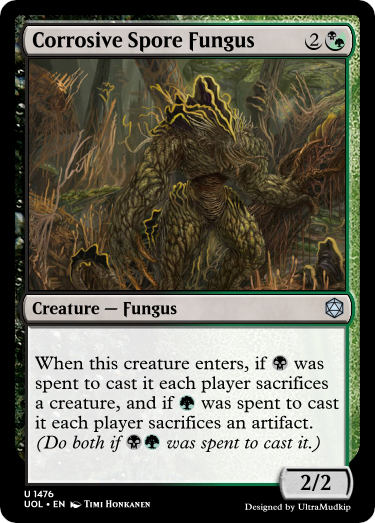 Corrosive Spore Fungus 2
Creature — Fungus
When this creature enters, if was
spent to cast it each player sacrifices
a creature, and if was spent to cast
it each player sacrifices an artifact.
(Do both if was spent to cast it.)
2/2
U 1476
UOL • EN Timi Honkanen
Designed by UltraMudkip